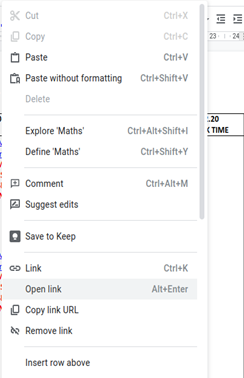 Cut Ctrl+X
Copy Ctrl+C
23 24
Paste Ctrl+V
Paste without formatting Ctrl+Shift+V
Delete
.20
Explore 'Maths' Ctrl+Alt+Shift+I
TIME
Define 'Maths' Ctrl+Shift+Y
Comment Ctrl+Alt+M
Suggest edits
Save to Keep
Link Ctrl+K
Open link Alt+Enter
Copy link URL
Remove link
Insert row above